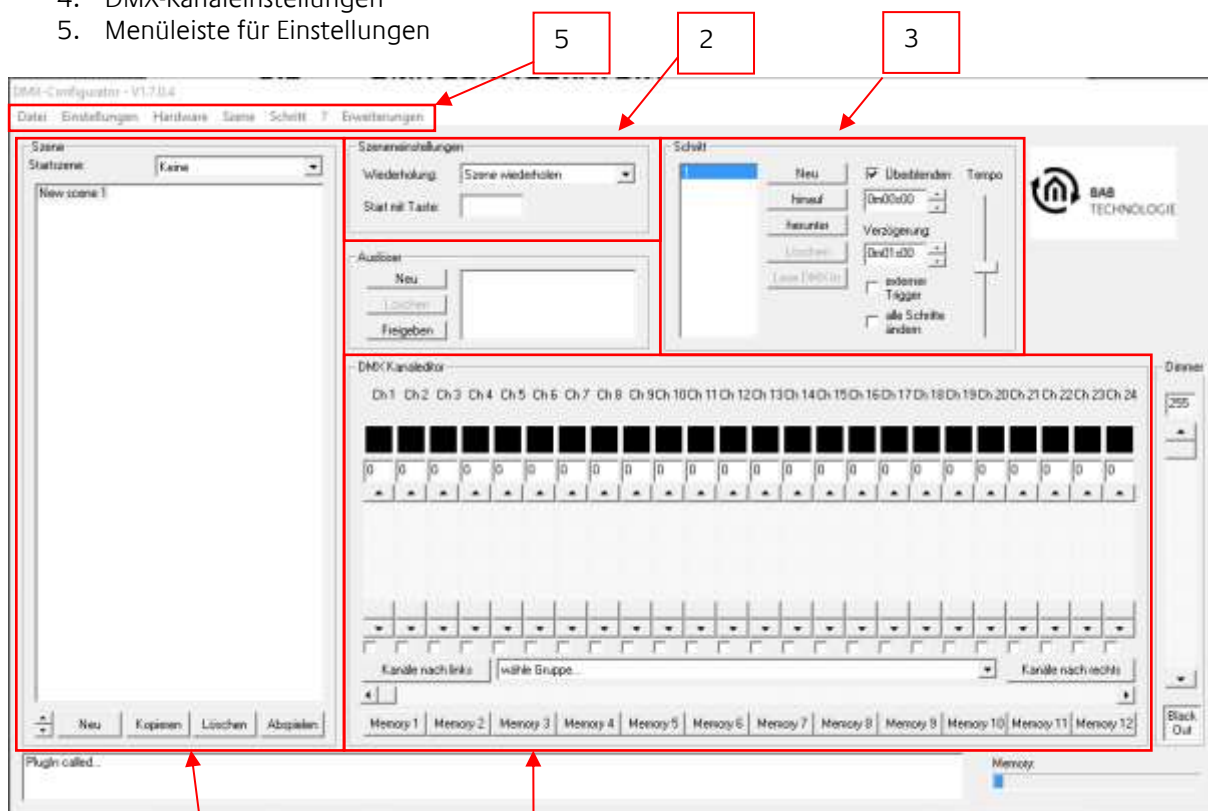 4. DMX-Kanaleinstellungen
5. Menüleiste für Einstellungen
5
2
3
DMX-Configurator - V1.7.0.4
Datei Einstellungen Hardware Szene Schritt ? Erweiterungen
Szene
Startszene: Keine
New scene 1
Neu Kopieren Löschen Abspielen
Szeneneinstellungen
Wiederholung: Szene wiederholen
Start mit Taste:
Auslöser
Neu
Löschen
Freigeben
Schritt
1
Neu
hinauf
herunter
Löschen
Lese DMX In
Überblenden
0m00s00
Verzögerung:
0m01s00
externer Trigger
alle Schritte ändern
Tempo
BAB
TECHNOLOGIE
DMX Kanaleditor
Ch 1 Ch 2 Ch 3 Ch 4 Ch 5 Ch 6 Ch 7 Ch 8 Ch 9 Ch 10 Ch 11 Ch 12 Ch 13 Ch 14 Ch 15 Ch 16 Ch 17 Ch 18 Ch 19 Ch 20 Ch 21 Ch 22 Ch 23 Ch 24
0 0 0 0 0 0 0 0 0 0 0 0 0 0 0 0 0 0 0 0 0 0 0 0
Kanäle nach links wähle Gruppe... Kanäle nach rechts
Memory 1 Memory 2 Memory 3 Memory 4 Memory 5 Memory 6 Memory 7 Memory 8 Memory 9 Memory 10 Memory 11 Memory 12
Dimmer
255
Black Out
PlugIn called...
Memory: